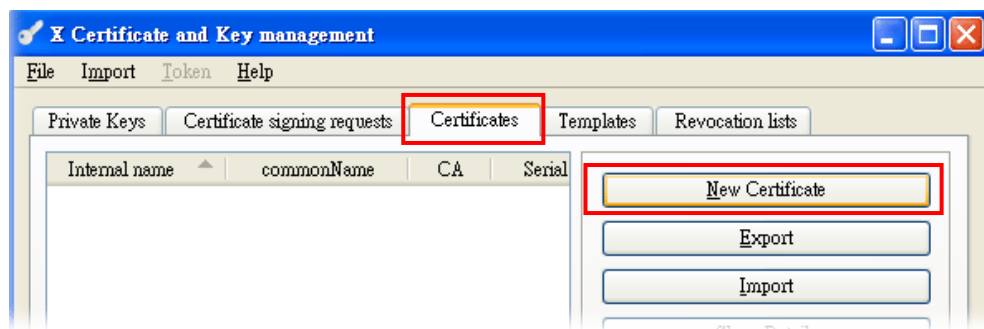 X Certificate and Key management
File Import Token Help
Private Keys Certificate signing requests Certificates Templates Revocation lists
Internal name commonName CA Serial
New Certificate
Export
Import